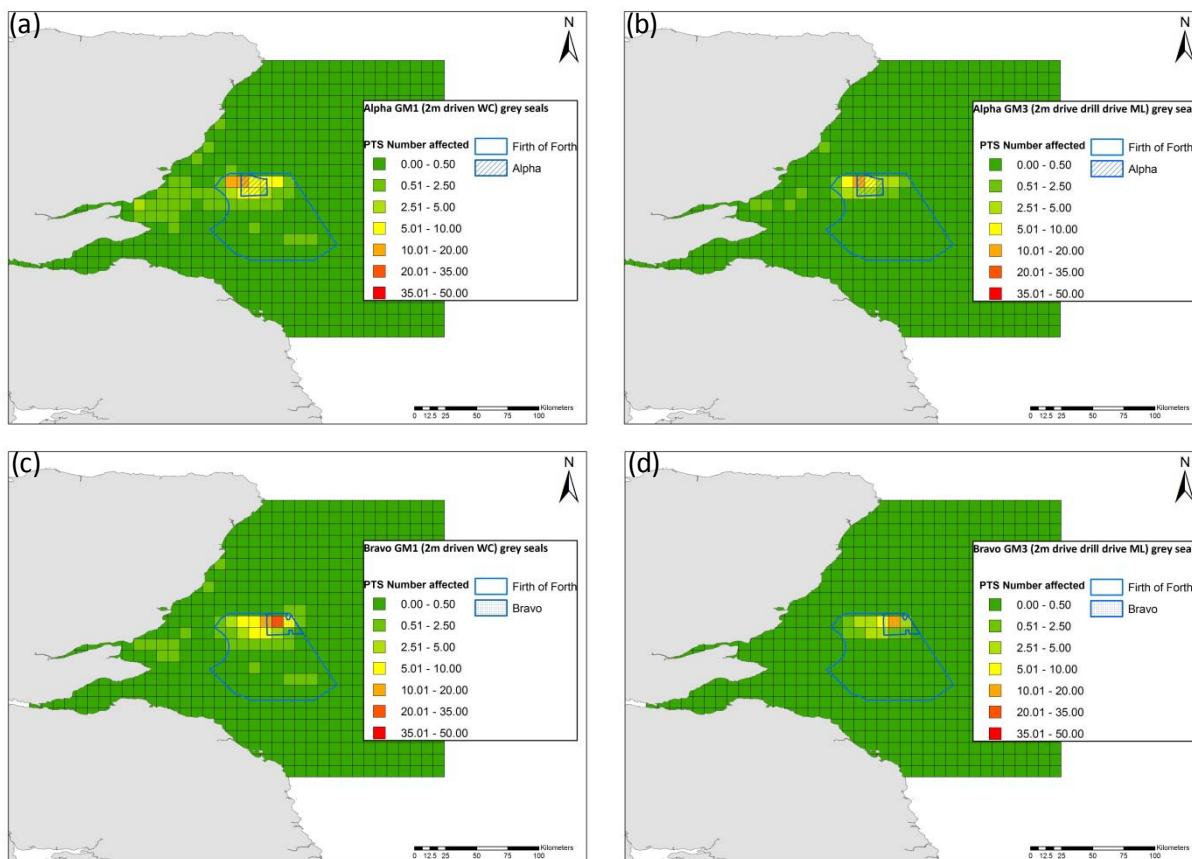 (a)
N
Alpha GM1 (2m driven WC) grey seals
PTS Number affected
0.00 - 0.50
0.51 - 2.50
2.51 - 5.00
5.01 - 10.00
10.01 - 20.00
20.01 - 35.00
35.01 - 50.00
Firth of Forth
Alpha
Kilometers
0 12.5 25 50 75 100
(b)
N
Alpha GM3 (2m drive drill drive ML) grey sea
PTS Number affected
0.00 - 0.50
0.51 - 2.50
2.51 - 5.00
5.01 - 10.00
10.01 - 20.00
20.01 - 35.00
35.01 - 50.00
Firth of Forth
Alpha
Kilometers
0 12.5 25 50 75 100
(c)
N
Bravo GM1 (2m driven WC) grey seals
PTS Number affected
0.00 - 0.50
0.51 - 2.50
2.51 - 5.00
5.01 - 10.00
10.01 - 20.00
20.01 - 35.00
35.01 - 50.00
Firth of Forth
Bravo
Kilometers
0 12.5 25 50 75 100
(d)
N
Bravo GM3 (2m drive drill drive ML) grey sea
PTS Number affected
0.00 - 0.50
0.51 - 2.50
2.51 - 5.00
5.01 - 10.00
10.01 - 20.00
20.01 - 35.00
35.01 - 50.00
Firth of Forth
Bravo
Kilometers
0 12.5 25 50 75 100